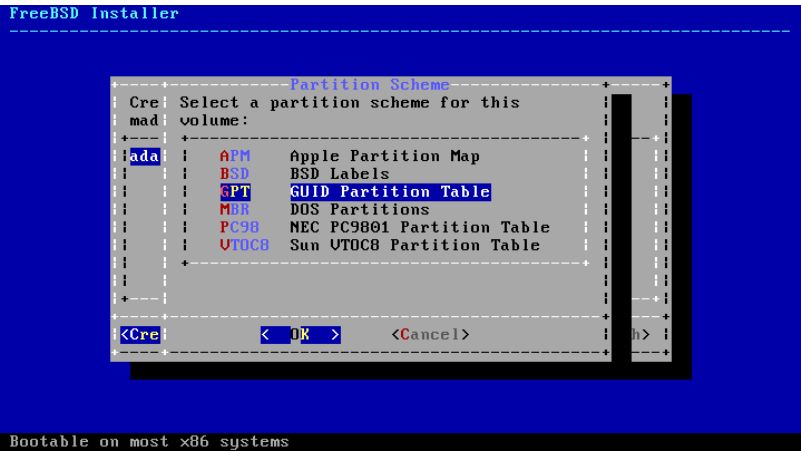 FreeBSD Installer
Partition Scheme
Cre Select a partition scheme for this
mad volume:
ada APM Apple Partition Map
BSD BSD Labels
GPT GUID Partition Table
MBR DOS Partitions
PC98 NEC PC9801 Partition Table
VTOC8 Sun VTOC8 Partition Table
<Cre < OK > <Cancel> h>
Bootable on most x86 systems